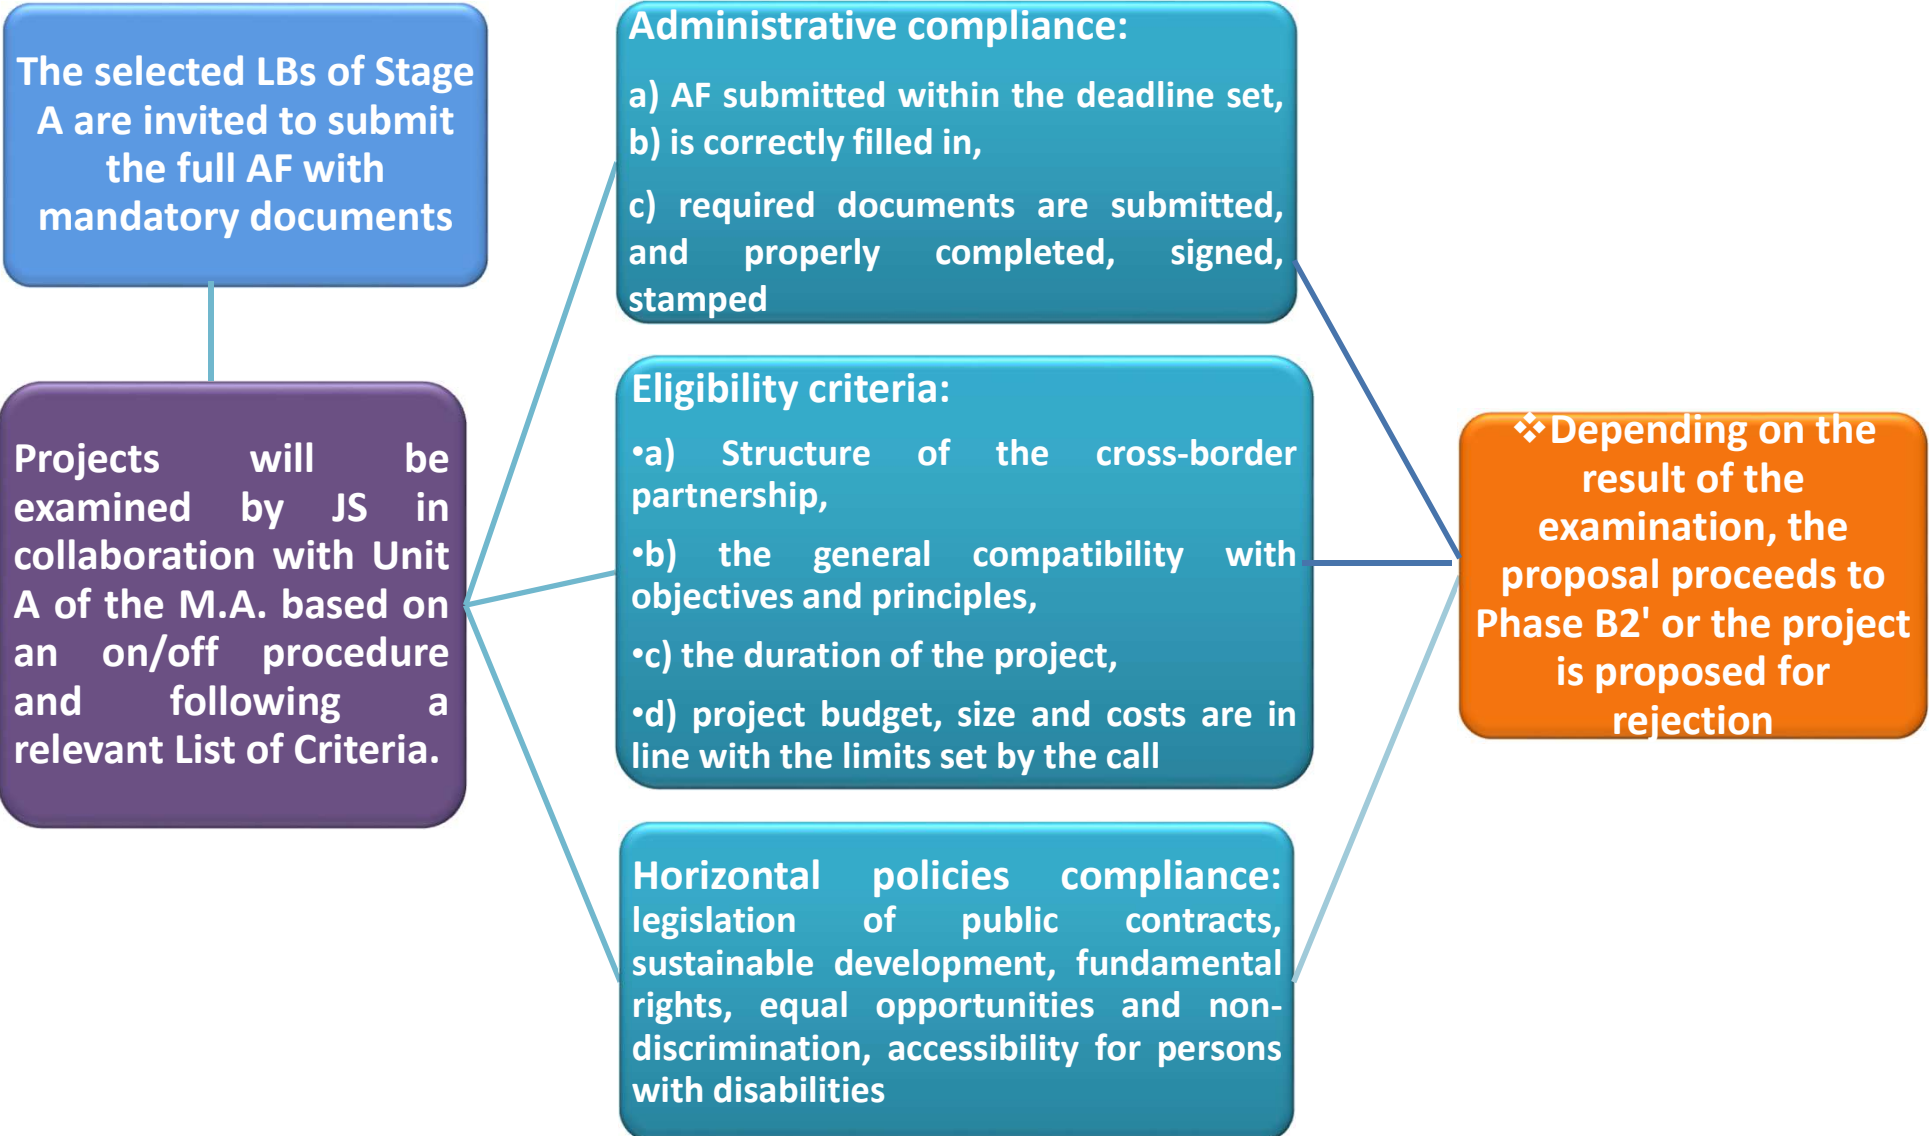 The selected LBs of Stage
A are invited to submit
the full AF with
mandatory documents
Projects will be
examined by JS in
collaboration with Unit
A of the M.A. based on
an on/off procedure
and following a
relevant List of Criteria.
Administrative compliance:
a) AF submitted within the deadline set,
b) is correctly filled in,
c) required documents are submitted,
and properly completed, signed,
stamped
Eligibility criteria:
•a) Structure of the cross-border
partnership,
•b) the general compatibility with
objectives and principles,
•c) the duration of the project,
•d) project budget, size and costs are in
line with the limits set by the call
Horizontal policies compliance:
legislation of public contracts,
sustainable development, fundamental
rights, equal opportunities and non-
discrimination, accessibility for persons
with disabilities
❖Depending on the
result of the
examination, the
proposal proceeds to
Phase B2' or the project
is proposed for
rejection